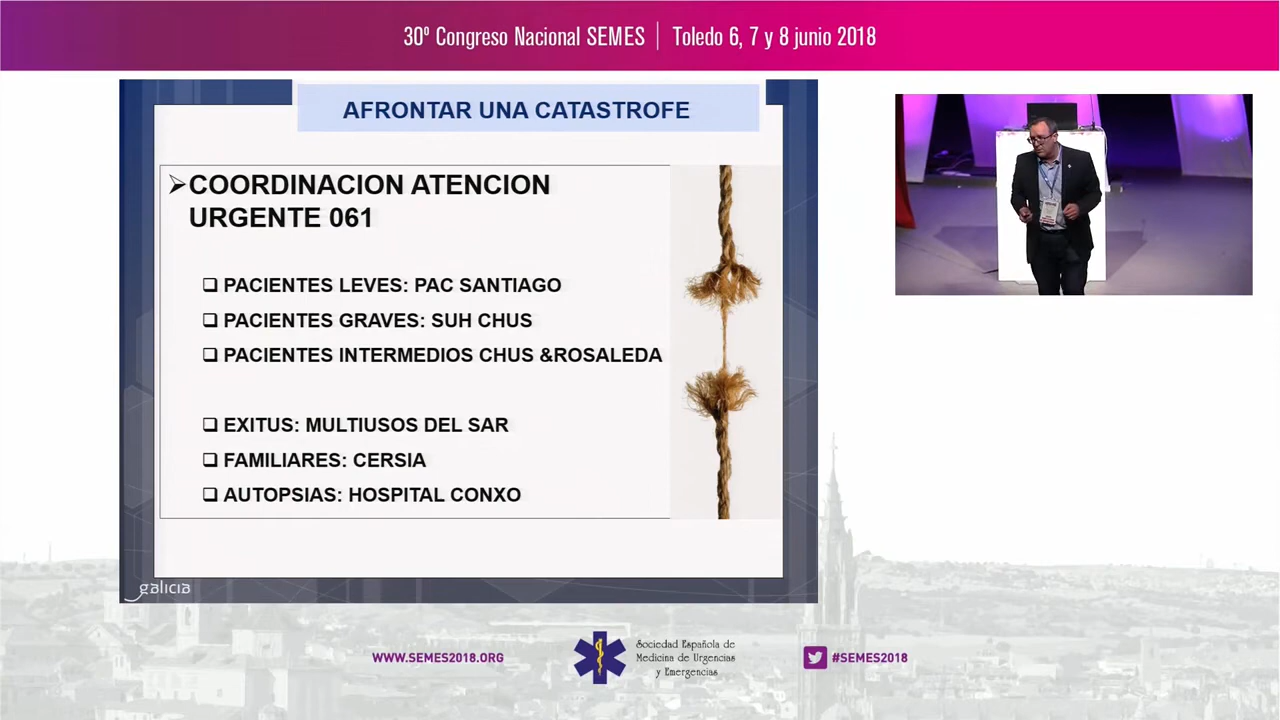 30º Congreso Nacional SEMES | Toledo 6, 7 y 8 junio 2018
AFRONTAR UNA CATASTROFE
COORDINACION ATENCION
URGENTE 061
PACIENTES LEVES: PAC SANTIAGO
PACIENTES GRAVES: SUH CHUS
PACIENTES INTERMEDIOS CHUS &ROSALEDA
EXITUS: MULTIUSOS DEL SAR
FAMILIARES: CERSIA
AUTOPSIAS: HOSPITAL CONXO
galicia
WWW.SEMES2018.ORG
Sociedad Española de
Medicina de Urgencias
y Emergencias
#SEMES2018